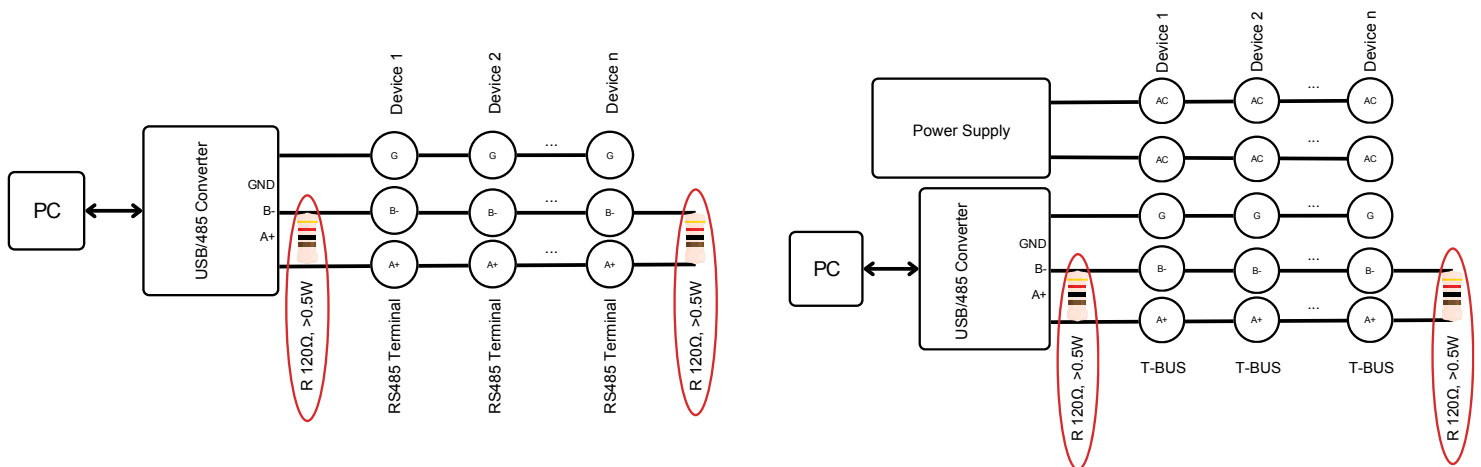 Device 1
Device 2
Device n
PC
USB/485 Converter
GND
B-
A+
G
G
...
G
B-
B-
B-
A+
A+
...
A+
R 120Ω, >0.5W
RS485 Terminal
RS485 Terminal
RS485 Terminal
R 120Ω, >0.5W
Device 1
Device 2
Device n
Power Supply
AC
AC
...
AC
AC
AC
...
AC
PC
USB/485 Converter
GND
B-
A+
G
G
...
G
B-
B-
B-
A+
A+
...
A+
R 120Ω, >0.5W
T-BUS
T-BUS
T-BUS
R 120Ω, >0.5W